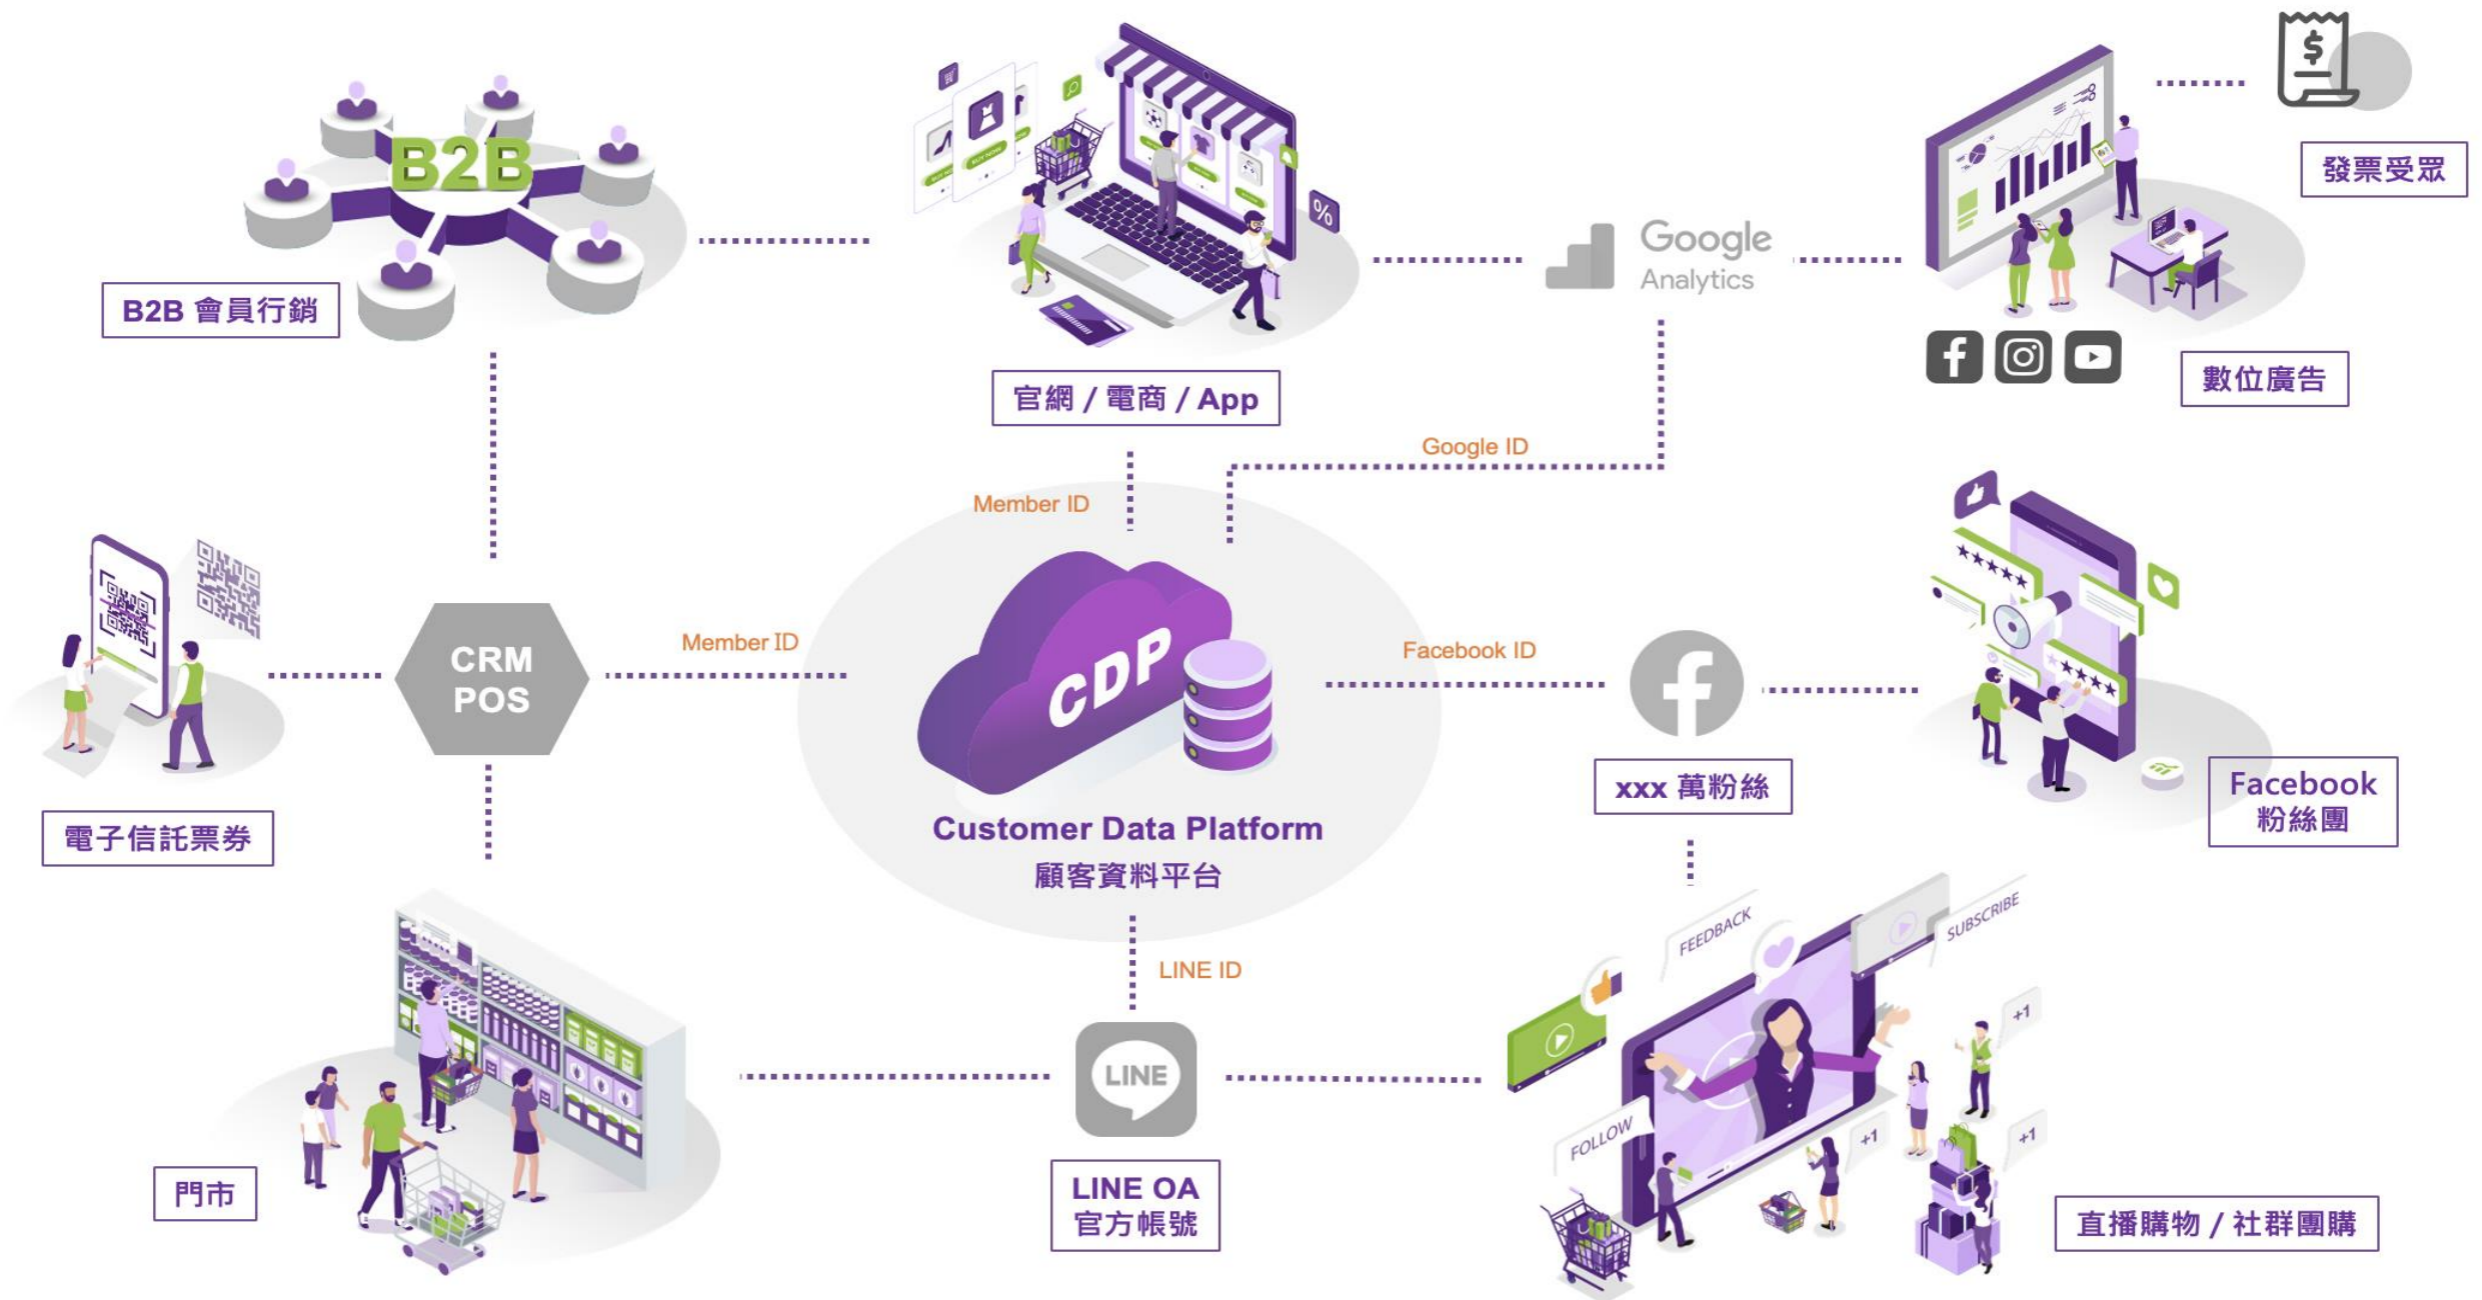 B2B
B2B 會員行銷
%
官網 / 電商 / App
Google
Analytics
$
發票受眾
數位廣告
Google ID
Member ID
CRM
POS
Member ID
CDP
Customer Data Platform
顧客資料平台
Facebook ID
xxx 萬粉絲
Facebook
粉絲團
電子信託票券
LINE ID
門市
LINE
LINE OA
官方帳號
FEEDBACK
SUBSCRIBE
FOLLOW
+1
+1
+1
直播購物 / 社群團購